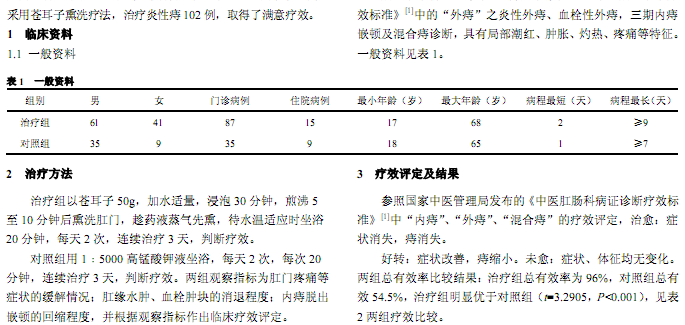 采用苍耳子熏洗疗法，治疗炎性痔 102 例，取得了满意疗效。
1 临床资料
1.1 一般资料
效标准》[1]中的“外痔”之炎性外痔、血栓性外痔，三期内痔
嵌顿及混合痔诊断，具有局部潮红、肿胀、灼热、疼痛等特征。
一般资料见表 1。
表 1 一般资料
组别 男 女 门诊病例 住院病例 最小年龄（岁） 最大年龄（岁） 病程最短（天） 病程最长（天）
治疗组 61 41 87 15 17 68 2 ≥9
对照组 35 9 35 9 18 65 1 ≥7
2 治疗方法
治疗组以苍耳子 50g，加水适量，浸泡 30 分钟，煎沸 5
至 10 分钟后熏洗肛门，趁药液蒸气先熏，待水温适应时坐浴
20 分钟，每天 2 次，连续治疗 3 天，判断疗效。
对照组用 1﹕5000 高锰酸钾液坐浴，每天 2 次，每次 20
分钟，连续治疗 3 天，判断疗效。两组观察指标为肛门疼痛等
症状的缓解情况；肛缘水肿、血栓肿块的消退程度；内痔脱出
嵌顿的回缩程度，并根据观察指标作出临床疗效评定。
3 疗效评定及结果
参照国家中医管理局发布的《中医肛肠科病证诊断疗效标
准》[1]中“内痔”、“外痔”、“混合痔”的疗效评定，治愈：症
状消失，痔消失。
好转：症状改善，痔缩小。未愈：症状、体征均无变化。
两组总有效率比较结果：治疗组总有效率为 96%，对照组总有
效 54.5%，治疗组明显优于对照组（t=3.2905，P<0.001），见表
2 两组疗效比较。